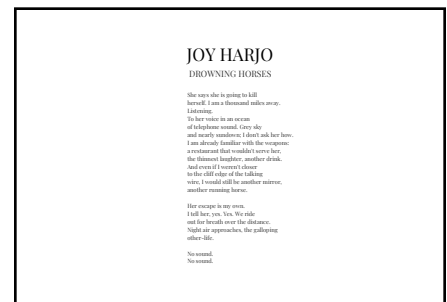 JOY HARJO
DROWNING HORSES
She says she is going to kill
herself. I am a thousand miles away.
Listening.
To her voice in an ocean
of telephone sound. Grey sky
and nearly sundown; I don't ask her how.
I am already familiar with the weapons:
a restaurant that wouldn't serve her,
the thinnest laughter, another drink.
And even if I weren't closer
to the cliff edge of the talking
wire, I would still be another mirror,
another running horse.
Her escape is my own.
I tell her, yes. Yes. We ride
out for breath over the distance.
Night air approaches, the galloping
other-life.
No sound.
No sound.